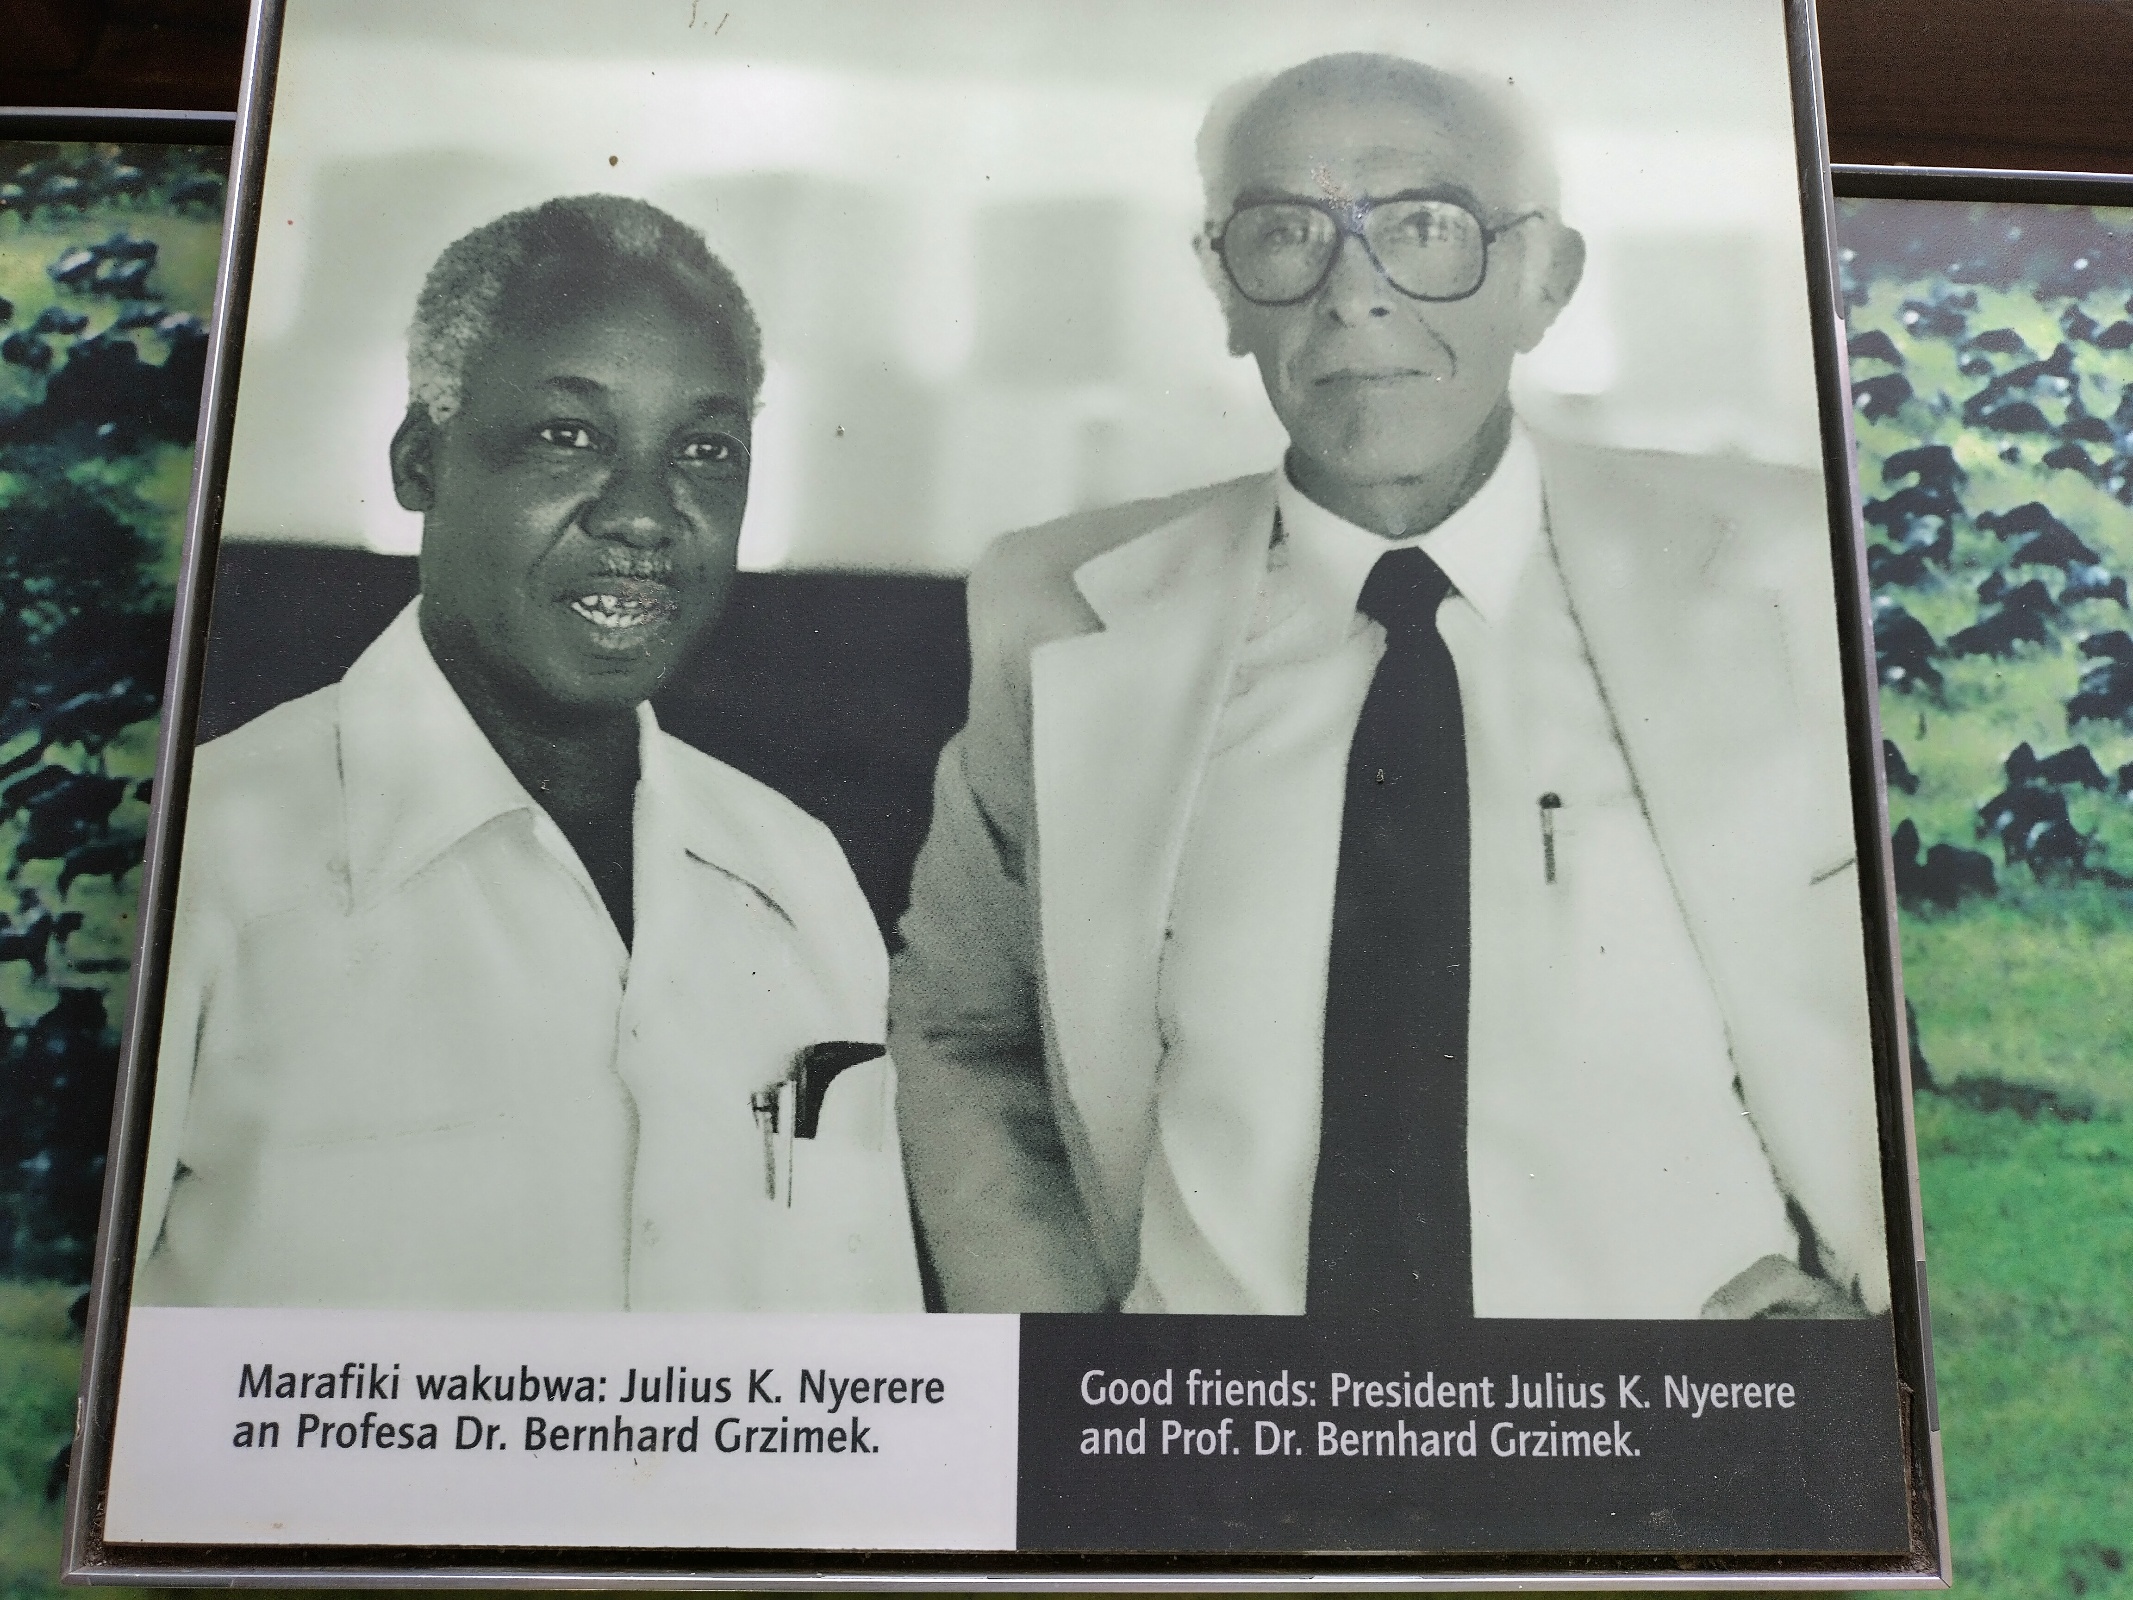 Marafiki wakubwa: Julius K. Nyerere
an Profesa Dr. Bernhard Grzimek.
Good friends: President Julius K. Nyerere
and Prof. Dr. Bernhard Grzimek.